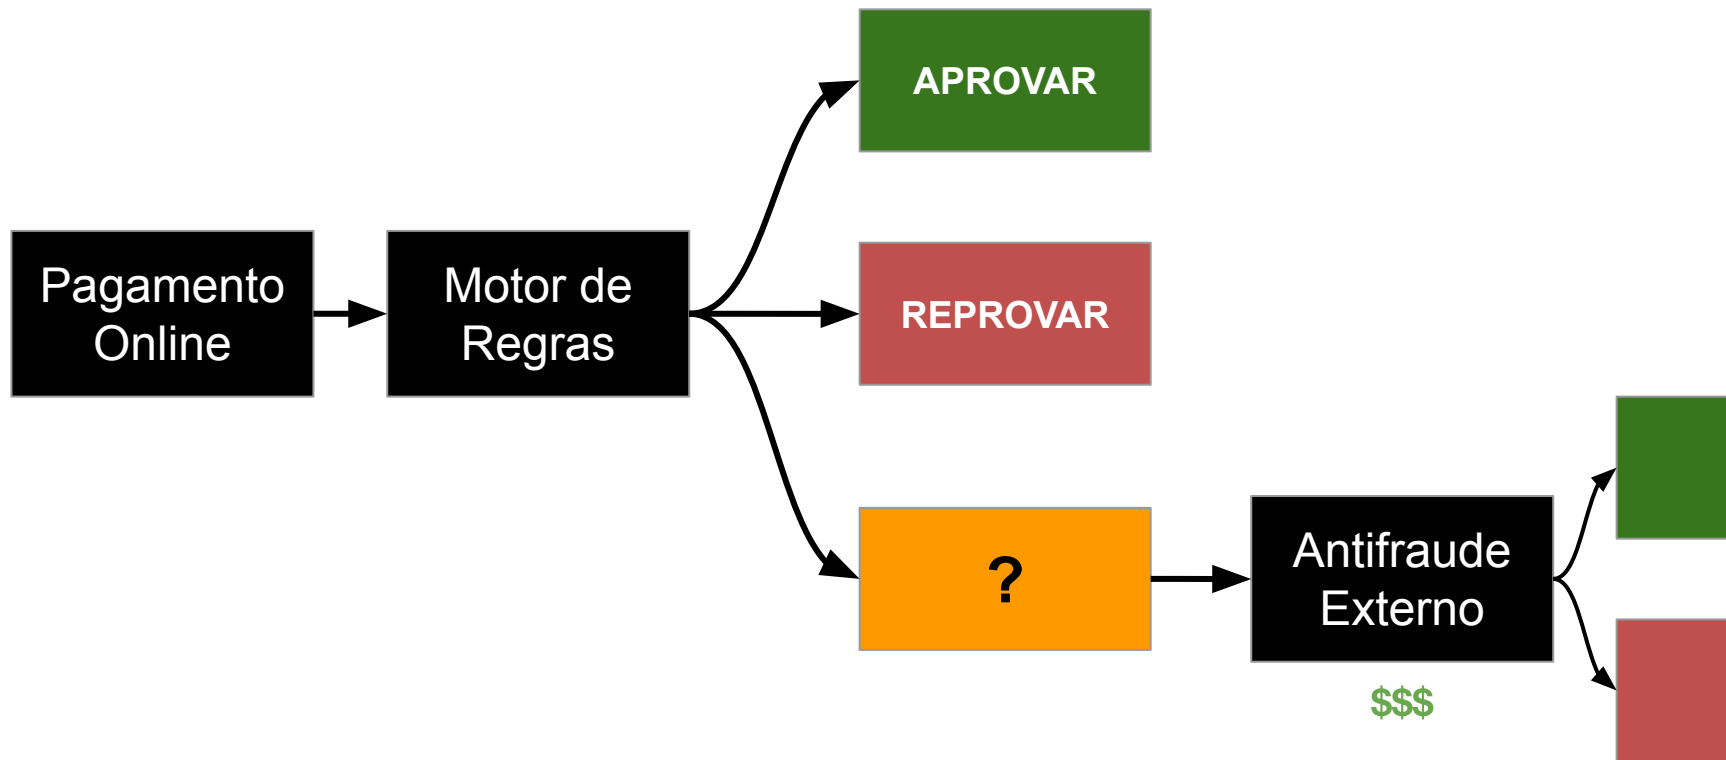 APROVAR
Pagamento
Online
Motor de
Regras
REPROVAR
?
Antifraude
Externo
$$$